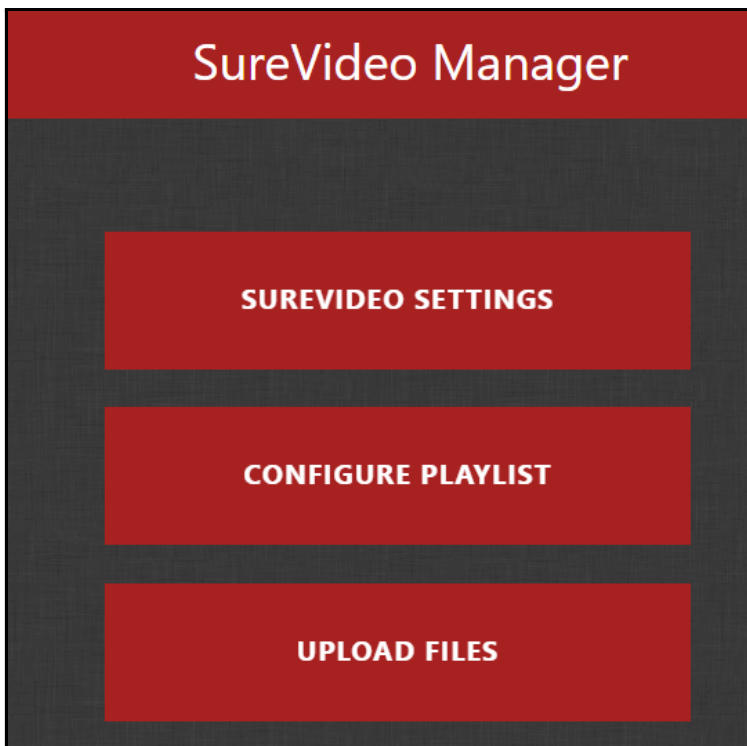 SureVideo Manager
SUREVIDEO SETTINGS
CONFIGURE PLAYLIST
UPLOAD FILES